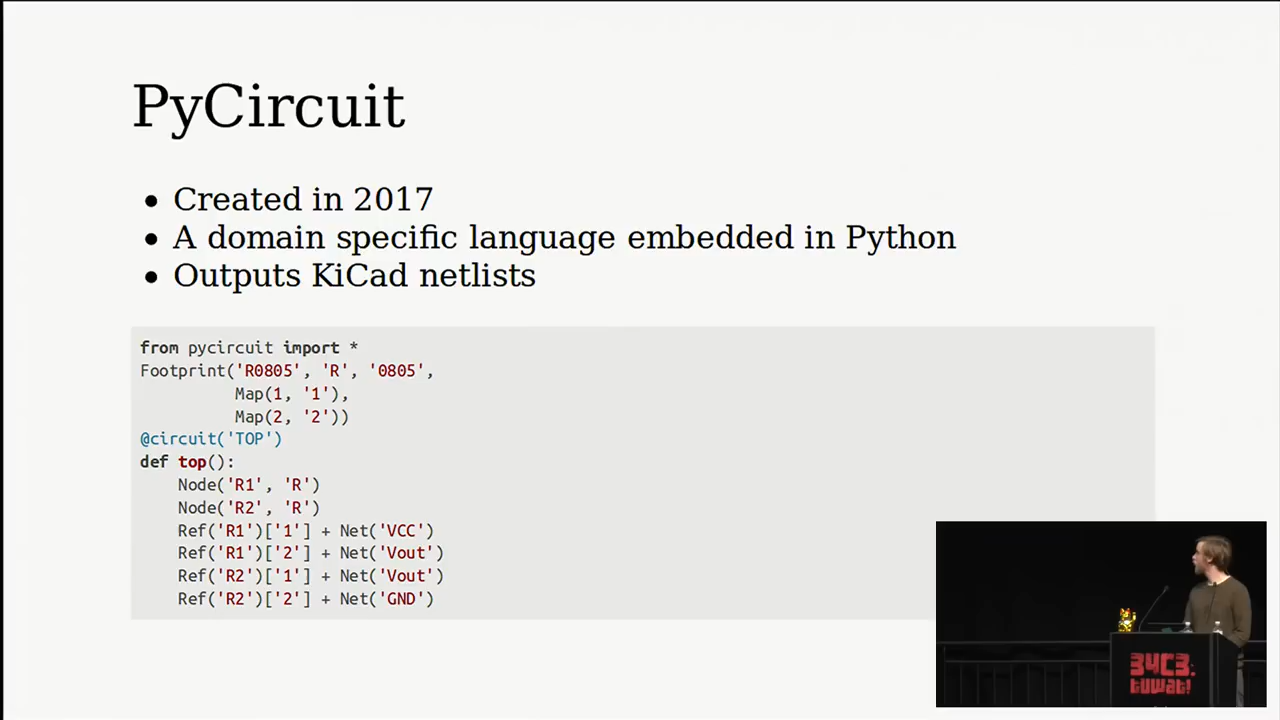 PyCircuit
• Created in 2017
• A domain specific language embedded in Python
• Outputs KiCad netlists
from pycircuit import *
Footprint('R0805', 'R', '0805',
         Map(1, '1'),
         Map(2, '2'))
@circuit('TOP')
def top():
    Node('R1', 'R')
    Node('R2', 'R')
    Ref('R1')['1'] + Net('VCC')
    Ref('R1')['2'] + Net('Vout')
    Ref('R2')['1'] + Net('Vout')
    Ref('R2')['2'] + Net('GND')
34C3.
tuwat!